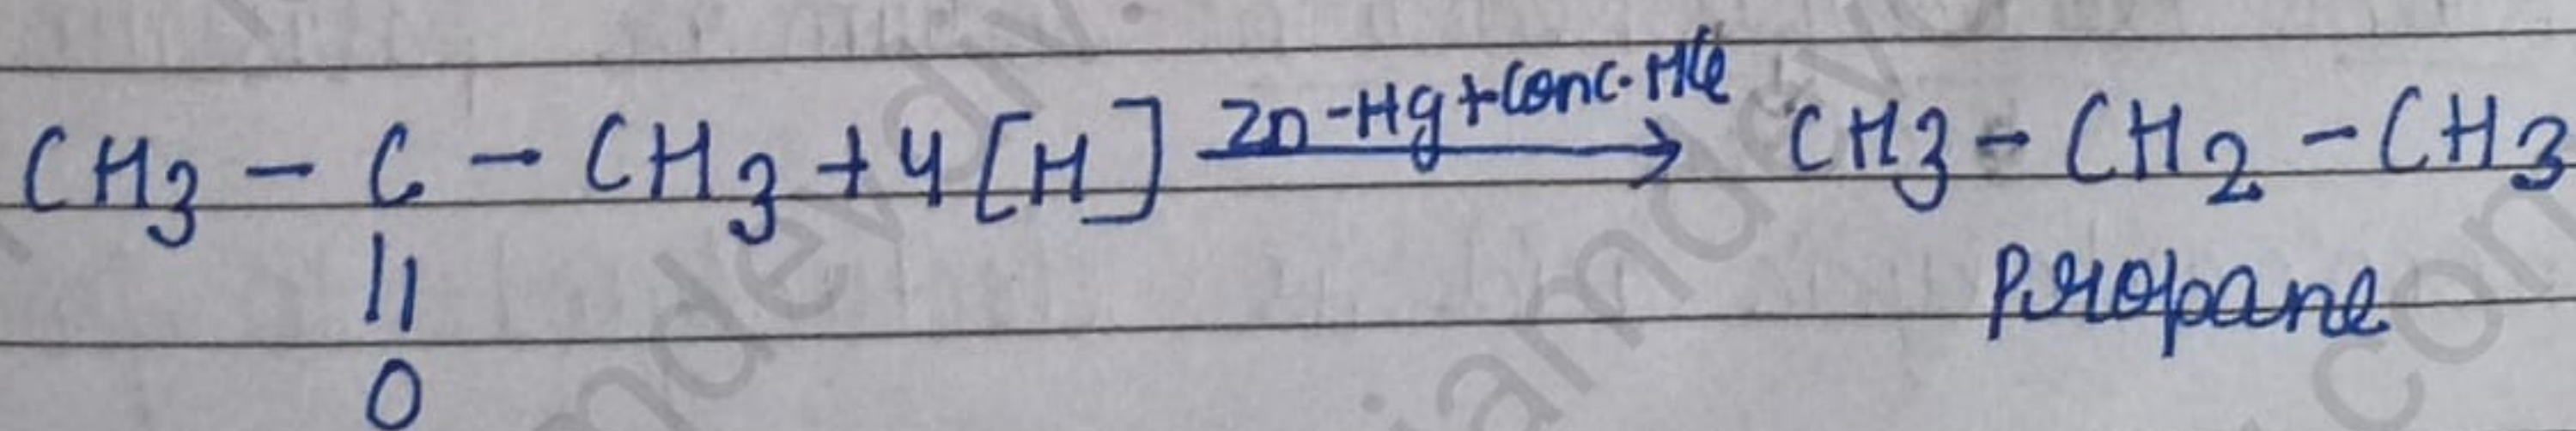 CH3 - C - CH3 + 4 [H] Zn-Hg + Conc. HCl → CH3 - CH2 - CH3
||
O
Propane